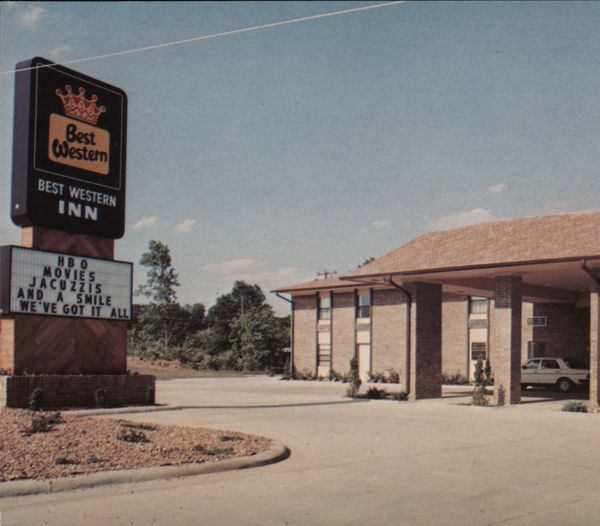 Best
Western
BEST WESTERN
INN
HBO
MOVIES
JACUZZIS
AND A SMILE
WE'VE GOT IT ALL